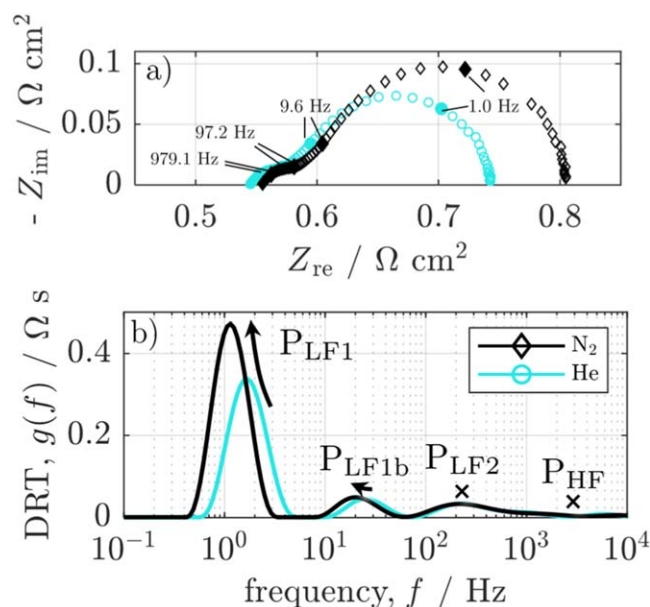 a)
- Z_im / Ω cm²
0.1
0.05
0
9.6 Hz
97.2 Hz
979.1 Hz
1.0 Hz
0.5 0.6 0.7 0.8
Z_re / Ω cm²
b)
DRT, g(f) / Ω s
0.4
0.2
0
P_LF1
P_LF1b
P_LF2
P_HF
N₂
He
10⁻¹ 10⁰ 10¹ 10² 10³ 10⁴
frequency, f / Hz